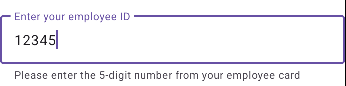 Enter your employee ID
12345
Please enter the 5-digit number from your employee card